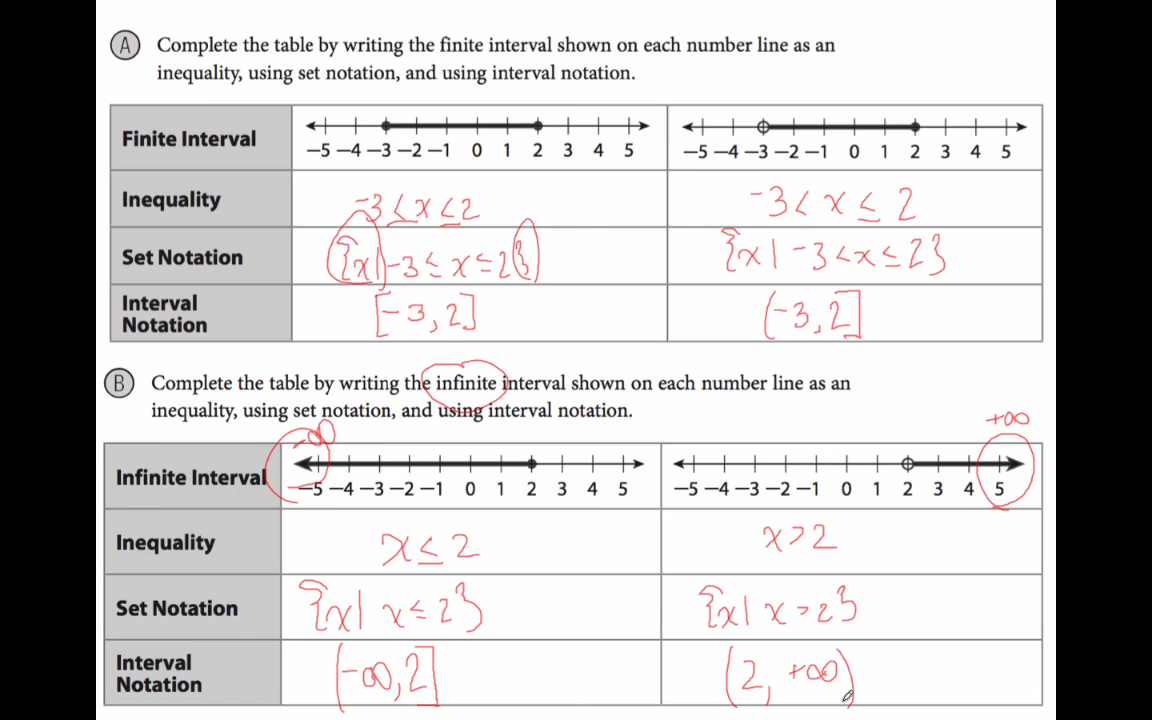 A Complete the table by writing the finite interval shown on each number line as an
inequality, using set notation, and using interval notation.
Finite Interval
−5 −4 −3 −2 −1 0 1 2 3 4 5
−5 −4 −3 −2 −1 0 1 2 3 4 5
Inequality
-3 ≤ x ≤ 2
-3 < x ≤ 2
Set Notation
{x| -3 ≤ x ≤ 2}
{x| -3 < x ≤ 2}
Interval
Notation
[-3, 2]
(-3, 2]
B Complete the table by writing the infinite interval shown on each number line as an
inequality, using set notation, and using interval notation.
-∞
+∞
Infinite Interval
−5 −4 −3 −2 −1 0 1 2 3 4 5
−5 −4 −3 −2 −1 0 1 2 3 4 5
Inequality
x ≤ 2
x > 2
Set Notation
{x| x ≤ 2}
{x| x > 2}
Interval
Notation
(-∞, 2]
(2, +∞)